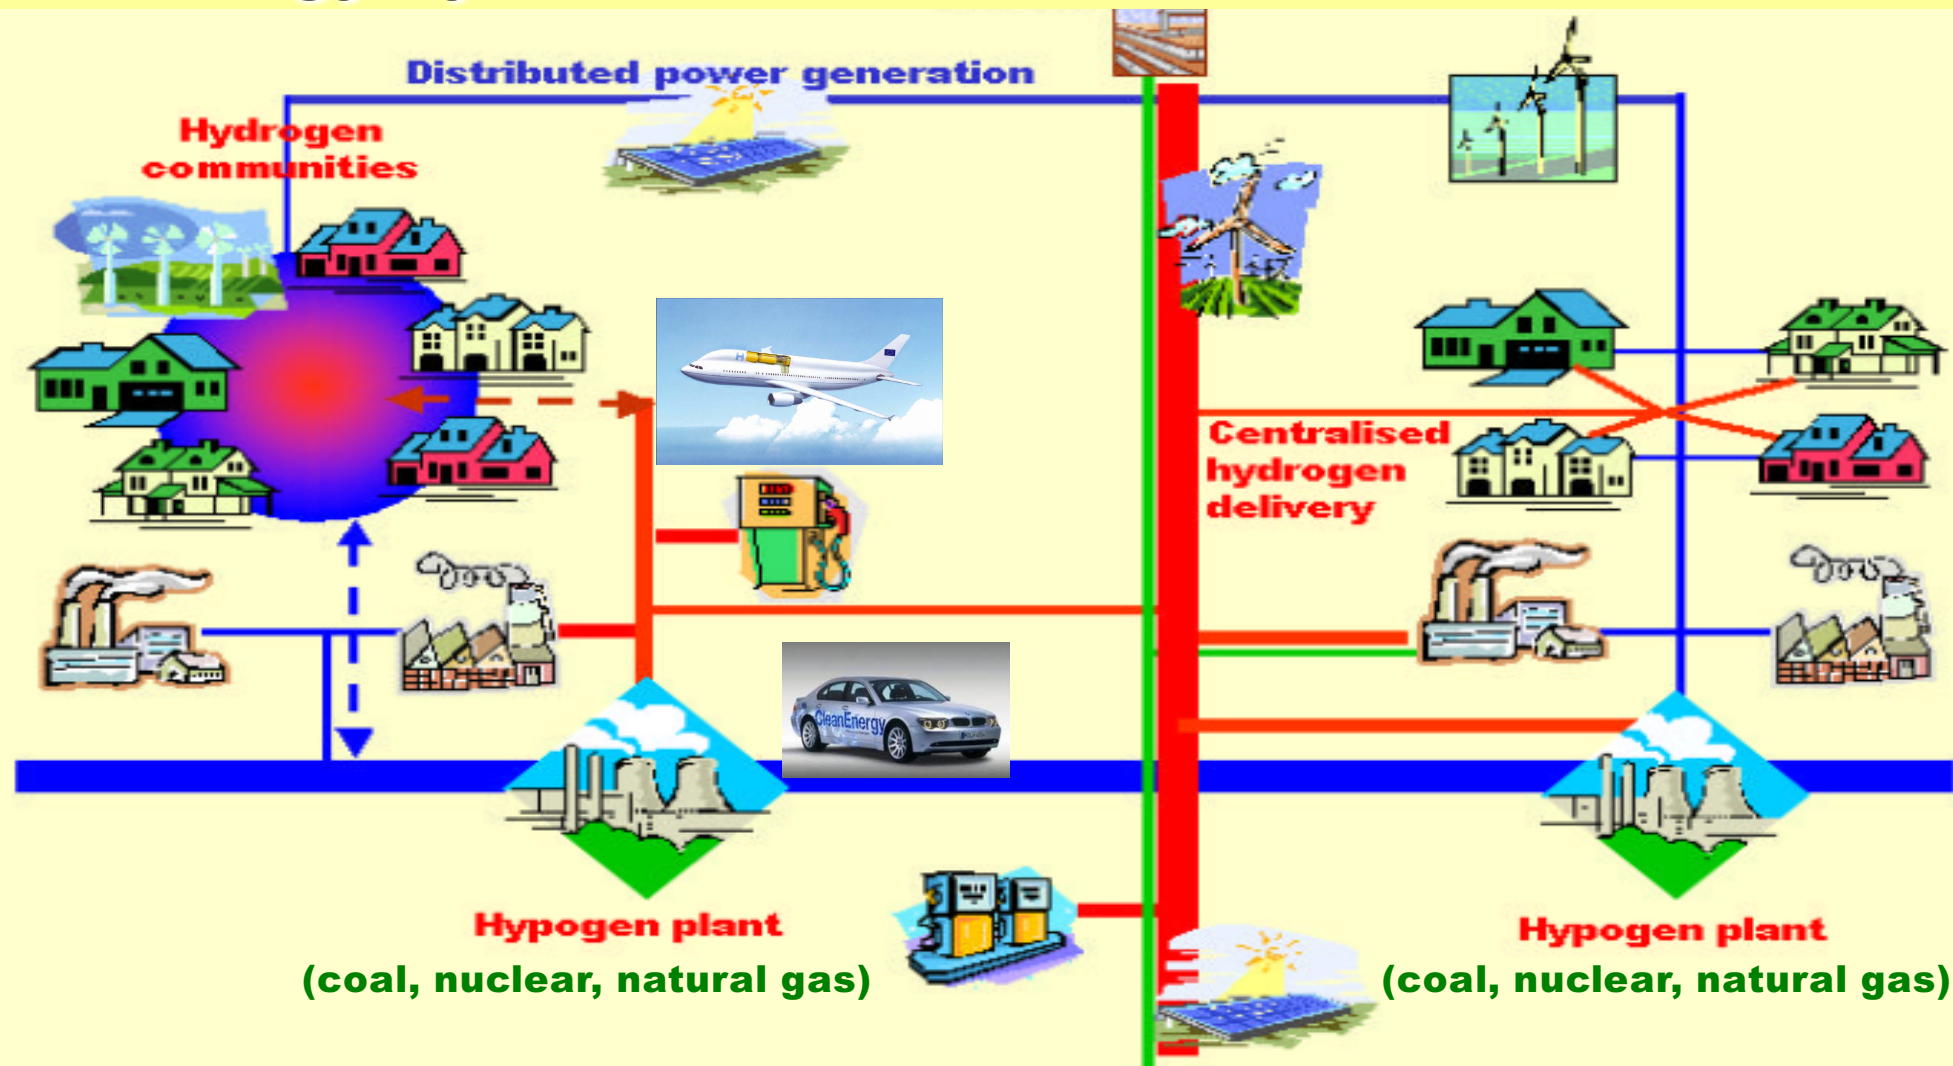 Distributed power generation
Hydrogen
communities
H
Centralised
hydrogen
delivery
CleanEnergy
Hypogen plant
(coal, nuclear, natural gas)
Hypogen plant
(coal, nuclear, natural gas)